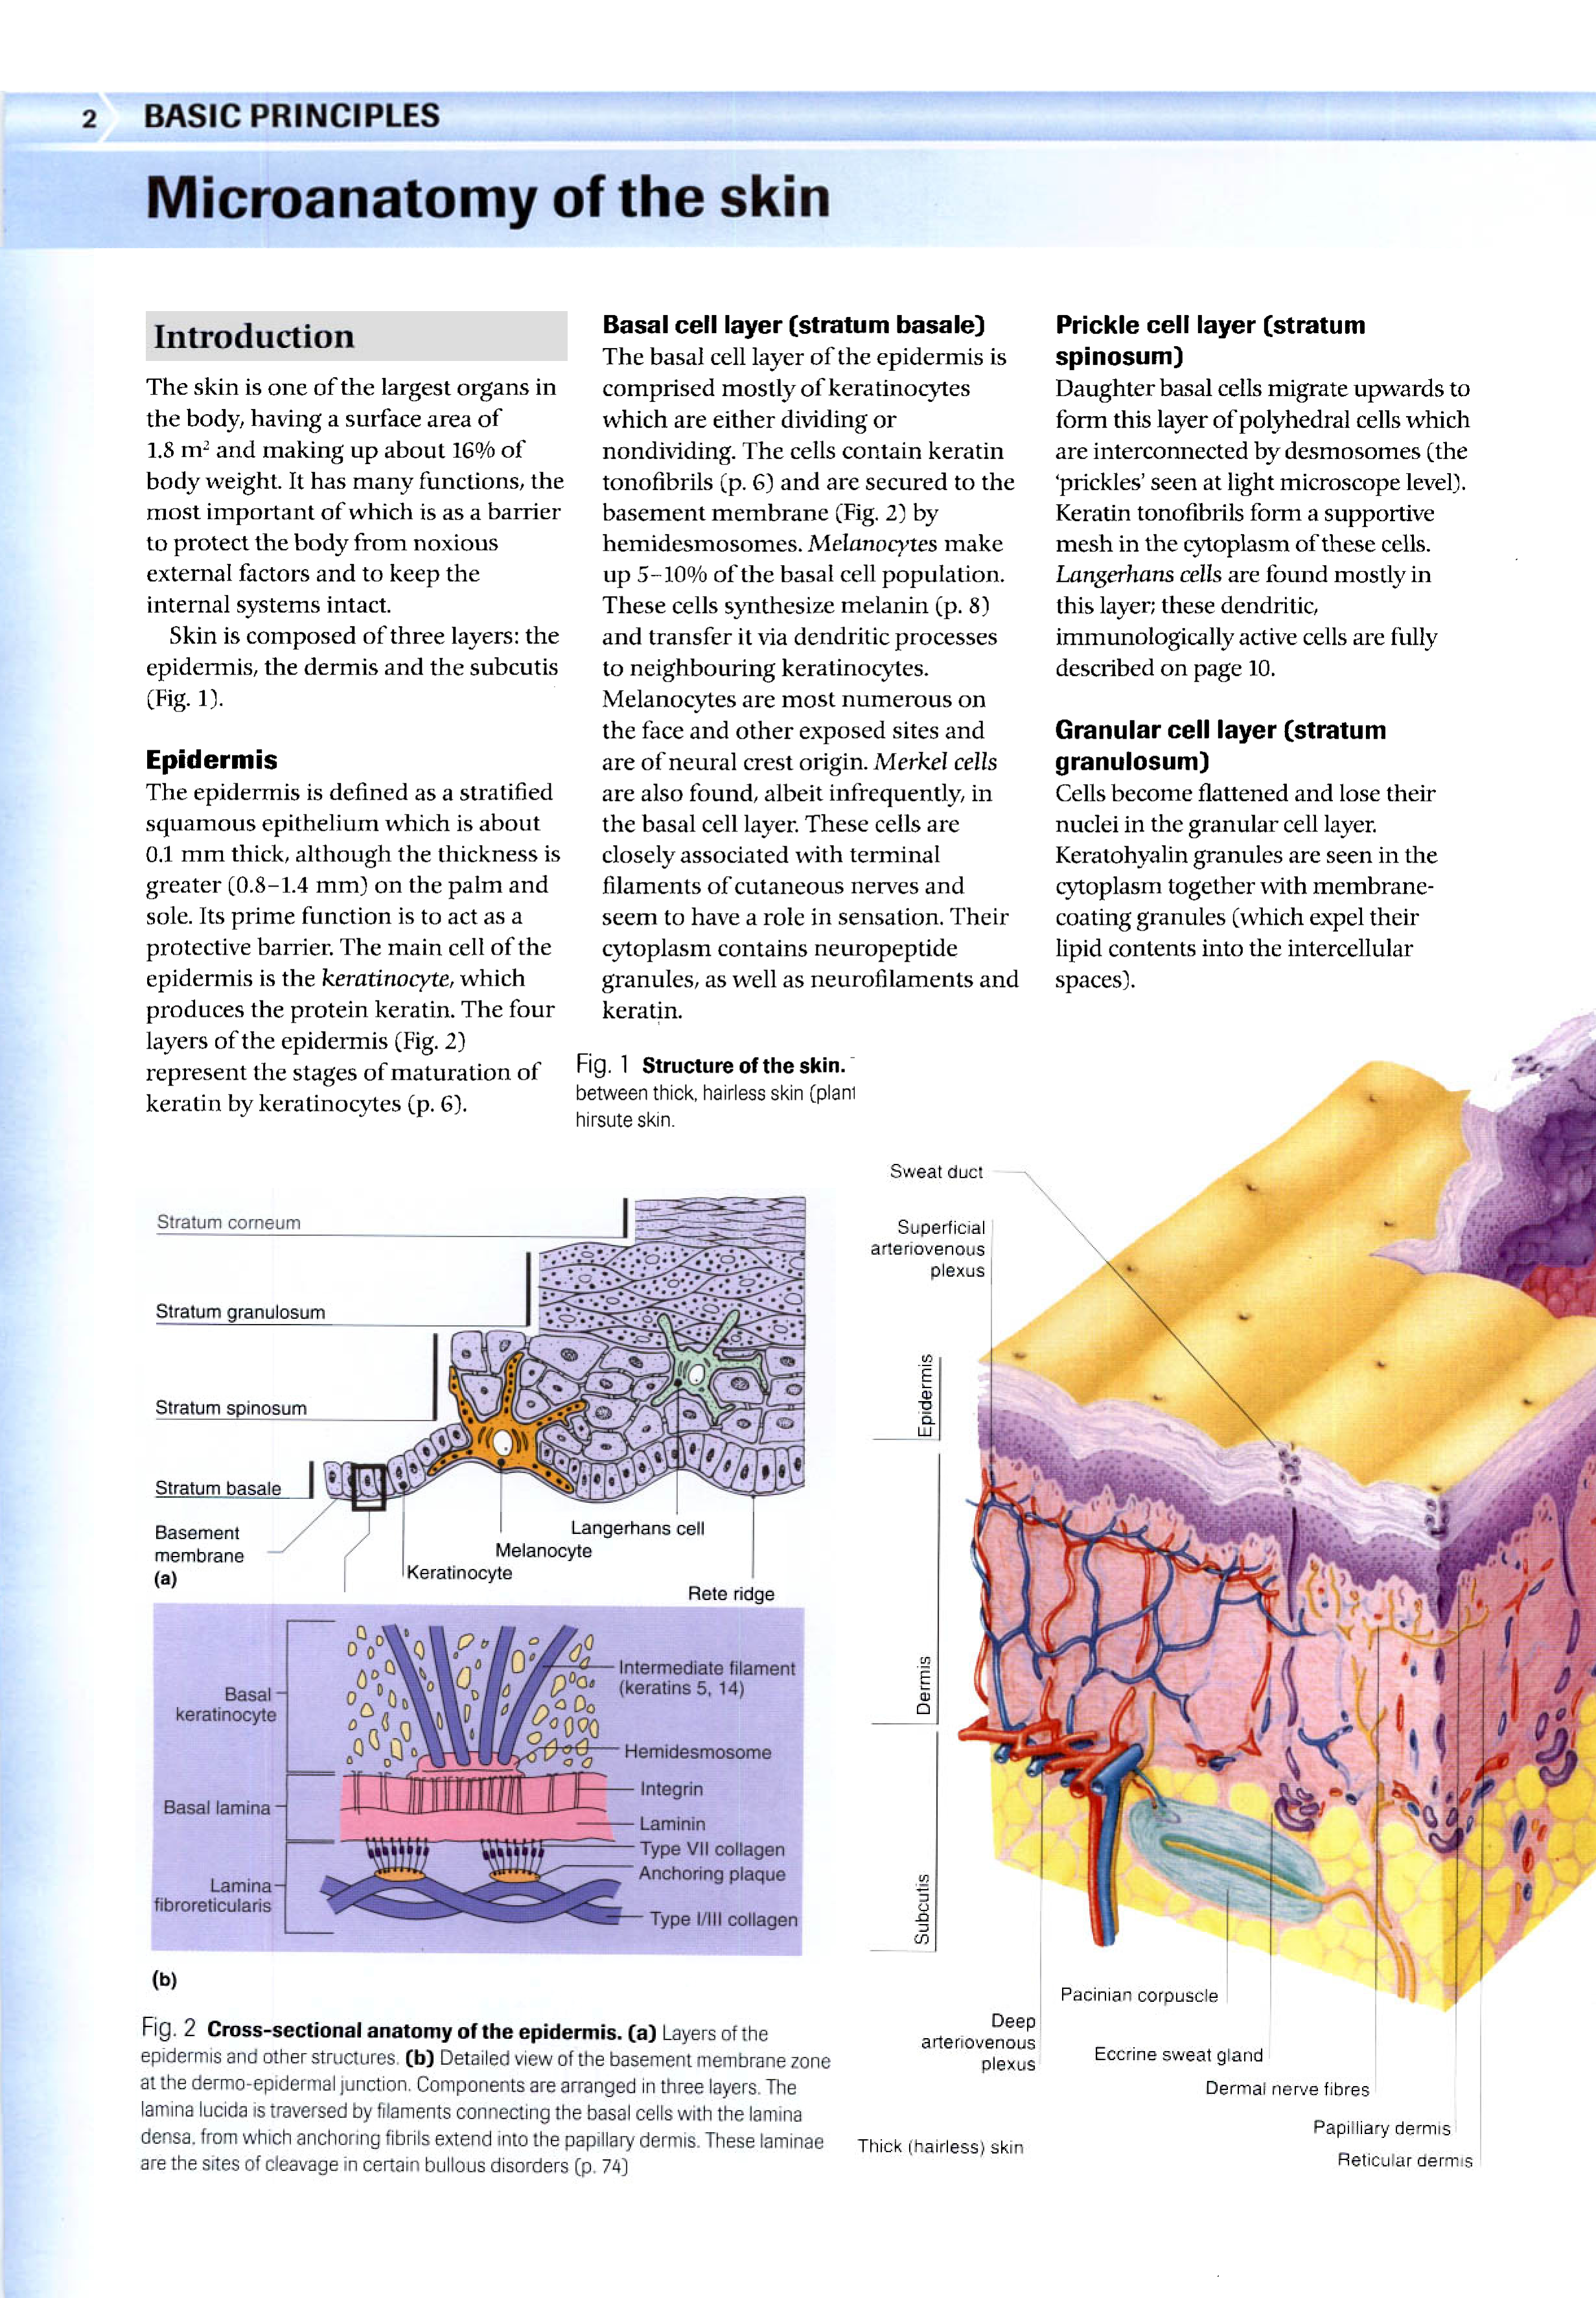 2
BASIC PRINCIPLES
Microanatomy of the skin
Introduction
The skin is one of the largest organs in
the body, having a surface area of
1.8 m² and making up about 16% of
body weight. It has many functions, the
most important of which is as a barrier
to protect the body from noxious
external factors and to keep the
internal systems intact.
Skin is composed of three layers: the
epidermis, the dermis and the subcutis
(Fig. 1).
Epidermis
The epidermis is defined as a stratified
squamous epithelium which is about
0.1 mm thick, although the thickness is
greater (0.8–1.4 mm) on the palm and
sole. Its prime function is to act as a
protective barrier. The main cell of the
epidermis is the keratinocyte, which
produces the protein keratin. The four
layers of the epidermis (Fig. 2)
represent the stages of maturation of
keratin by keratinocytes (p. 6).
Basal cell layer (stratum basale)
The basal cell layer of the epidermis is
comprised mostly of keratinocytes
which are either dividing or
nondividing. The cells contain keratin
tonofibrils (p. 6) and are secured to the
basement membrane (Fig. 2) by
hemidesmosomes. Melanocytes make
up 5–10% of the basal cell population.
These cells synthesize melanin (p. 8)
and transfer it via dendritic processes
to neighbouring keratinocytes.
Melanocytes are most numerous on
the face and other exposed sites and
are of neural crest origin. Merkel cells
are also found, albeit infrequently, in
the basal cell layer. These cells are
closely associated with terminal
filaments of cutaneous nerves and
seem to have a role in sensation. Their
cytoplasm contains neuropeptide
granules, as well as neurofilaments and
keratin.
Prickle cell layer (stratum
spinosum)
Daughter basal cells migrate upwards to
form this layer of polyhedral cells which
are interconnected by desmosomes (the
‘prickles’ seen at light microscope level).
Keratin tonofibrils form a supportive
mesh in the cytoplasm of these cells.
Langerhans cells are found mostly in
this layer; these dendritic,
immunologically active cells are fully
described on page 10.
Granular cell layer (stratum
granulosum)
Cells become flattened and lose their
nuclei in the granular cell layer.
Keratohyalin granules are seen in the
cytoplasm together with membrane-
coating granules (which expel their
lipid contents into the intercellular
spaces).
Fig. 1 Structure of the skin.
between thick, hairless skin (plant
hirsute skin.
Stratum corneum
Stratum granulosum
Stratum spinosum
Stratum basale
Basement
membrane
(a)
Langerhans cell
Melanocyte
Keratinocyte
Rete ridge
Basal
keratinocyte
Basal lamina
Lamina
fibroreticularis
Intermediate filament
(keratins 5, 14)
Hemidesmosome
Integrin
Laminin
Type VII collagen
Anchoring plaque
Type I/III collagen
(b)
Fig. 2 Cross-sectional anatomy of the epidermis. (a) Layers of the
epidermis and other structures. (b) Detailed view of the basement membrane zone
at the dermo-epidermal junction. Components are arranged in three layers. The
lamina lucida is traversed by filaments connecting the basal cells with the lamina
densa, from which anchoring fibrils extend into the papillary dermis. These laminae
are the sites of cleavage in certain bullous disorders (p. 74)
Sweat duct
Superficial
arteriovenous
plexus
Epidermis
Dermis
Subcutis
Pacinian corpuscle
Deep
arteriovenous
plexus
Eccrine sweat gland
Dermal nerve fibres
Papilliary dermis
Reticular dermis
Thick (hairless) skin